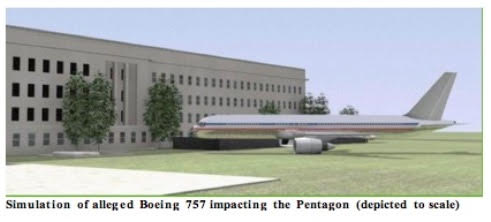 Simulation of alleged Boeing 757 impacting the Pentagon (depicted to scale)